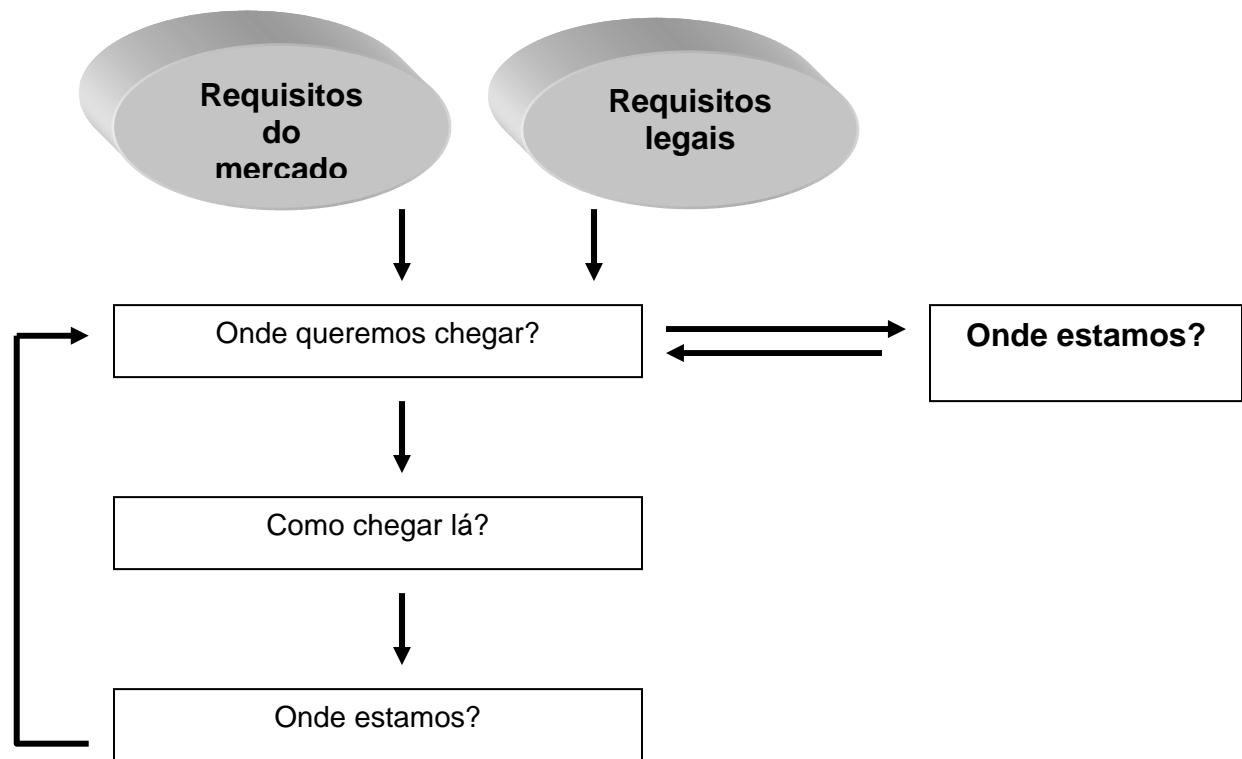 Requisitos
do
mercado
Requisitos
legais
Onde queremos chegar?
Onde estamos?
Como chegar lá?
Onde estamos?